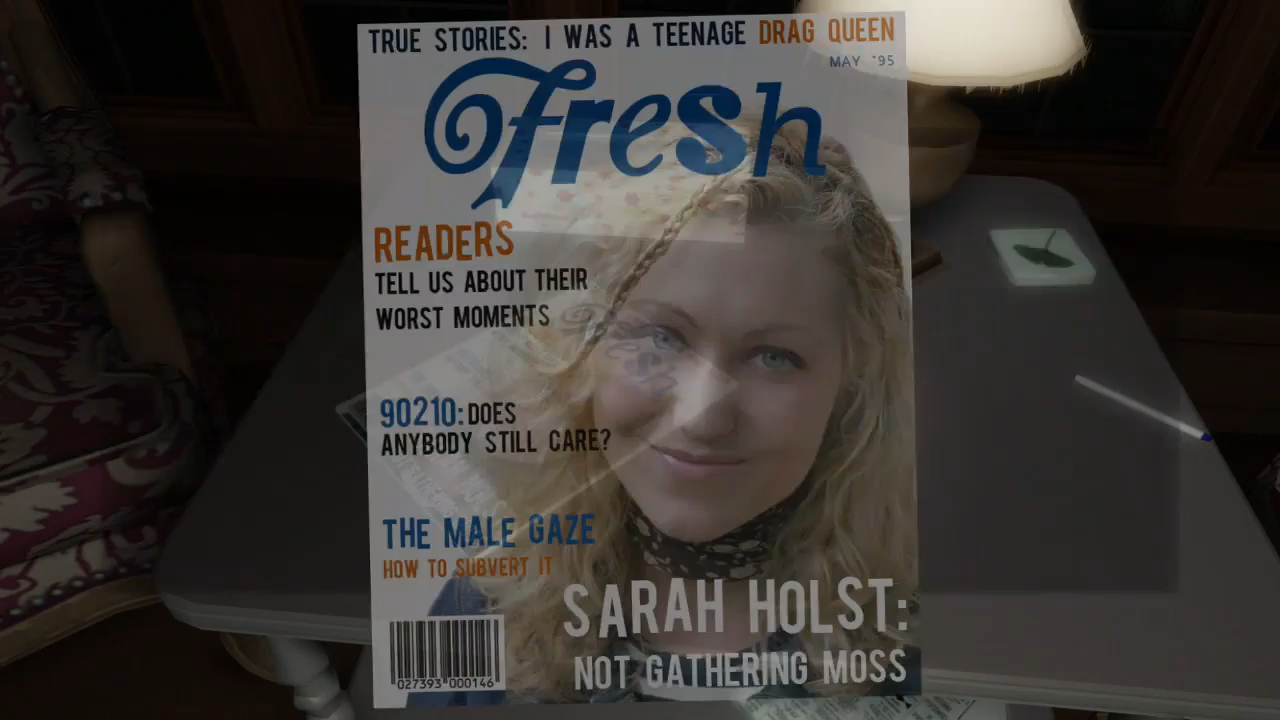 TRUE STORIES: I WAS A TEENAGE DRAG QUEEN
MAY '95
Fresh
READERS
TELL US ABOUT THEIR
WORST MOMENTS
90210: DOES
ANYBODY STILL CARE?
THE MALE GAZE
HOW TO SUBVERT IT
SARAH HOLST:
NOT GATHERING MOSS
027393 000146